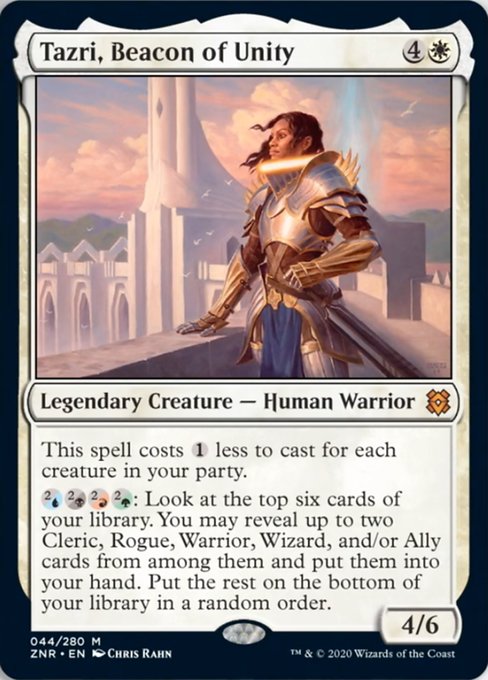 Tazri, Beacon of Unity 4
Legendary Creature — Human Warrior
This spell costs 1 less to cast for each
creature in your party.
2 2 2 2: Look at the top six cards of
your library. You may reveal up to two
Cleric, Rogue, Warrior, Wizard, and/or Ally
cards from among them and put them into
your hand. Put the rest on the bottom of
your library in a random order.
4/6
044/280 M
ZNR • EN Chris Rahn
™ & © 2020 Wizards of the Coast